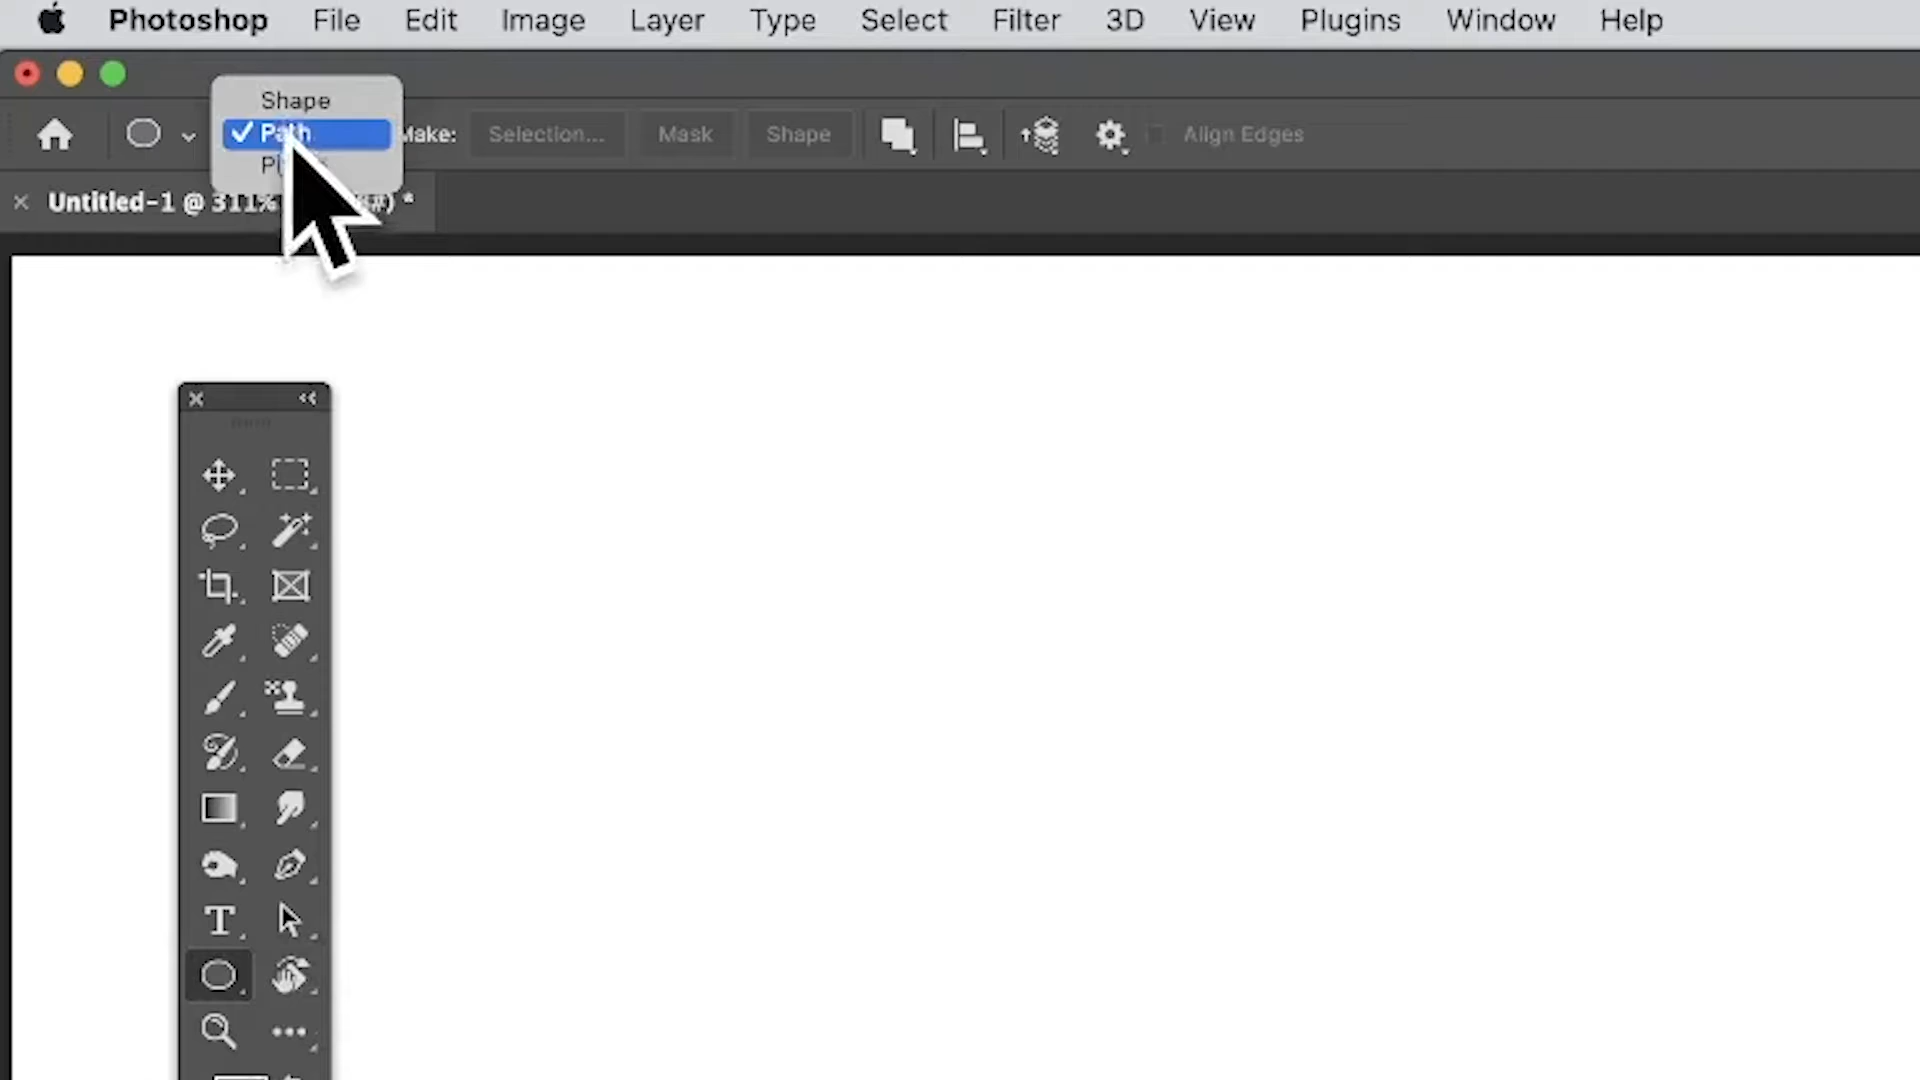 Photoshop File Edit Image Layer Type Select Filter 3D View Plugins Window Help
Shape
Path
Make: Selection... Mask Shape Align Edges
Untitled-1 @ 311% #) *